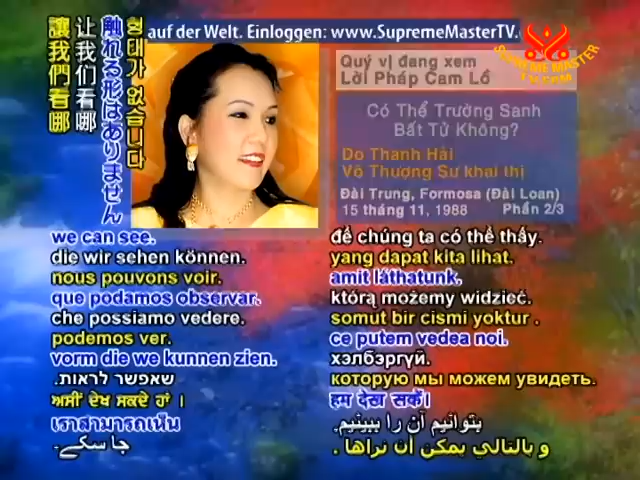 auf der Welt. Einloggen: www.SupremeMasterTV.
SUPREME MASTER
TV.COM
讓我們看哪
让我们看哪
触れる形はありません
형태가 없습니다
Quý vị đang xem
Lời Pháp Cam Lồ
Có Thể Trường Sanh
Bất Tử Không?
Do Thanh Hải
Vô Thượng Sư khai thị
Đài Trung, Formosa (Đài Loan)
15 tháng 11, 1988 Phần 2/3
we can see.
die wir sehen können.
nous pouvons voir.
que podamos observar.
che possiamo vedere.
podemos ver.
vorm die we kunnen zien.
שאפשר לראות.
ਅਸੀਂ ਦੇਖ ਸਕਦੇ ਹਾਂ ।
เราสามารถเห็น
جا سکے۔
để chúng ta có thể thấy.
yang dapat kita lihat.
amit láthatunk.
którą możemy widzieć.
somut bir cismi yoktur .
ce putem vedea noi.
хэлбэргүй.
которую мы можем увидеть.
हम देख सकें।
بتوانیم آن را ببینیم.
و بالتالي يمكن أن نراها .